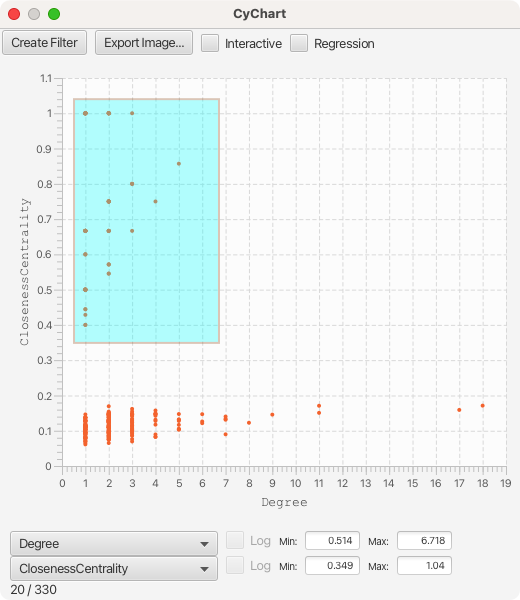 CyChart
Create Filter Export Image... Interactive Regression
1.1
1
0.9
0.8
0.7
0.6
0.5
0.4
0.3
0.2
0.1
0
ClosenessCentrality
0 1 2 3 4 5 6 7 8 9 10 11 12 13 14 15 16 17 18 19
Degree
Degree Log Min: 0.514 Max: 6.718
ClosenessCentrality Log Min: 0.349 Max: 1.04
20 / 330